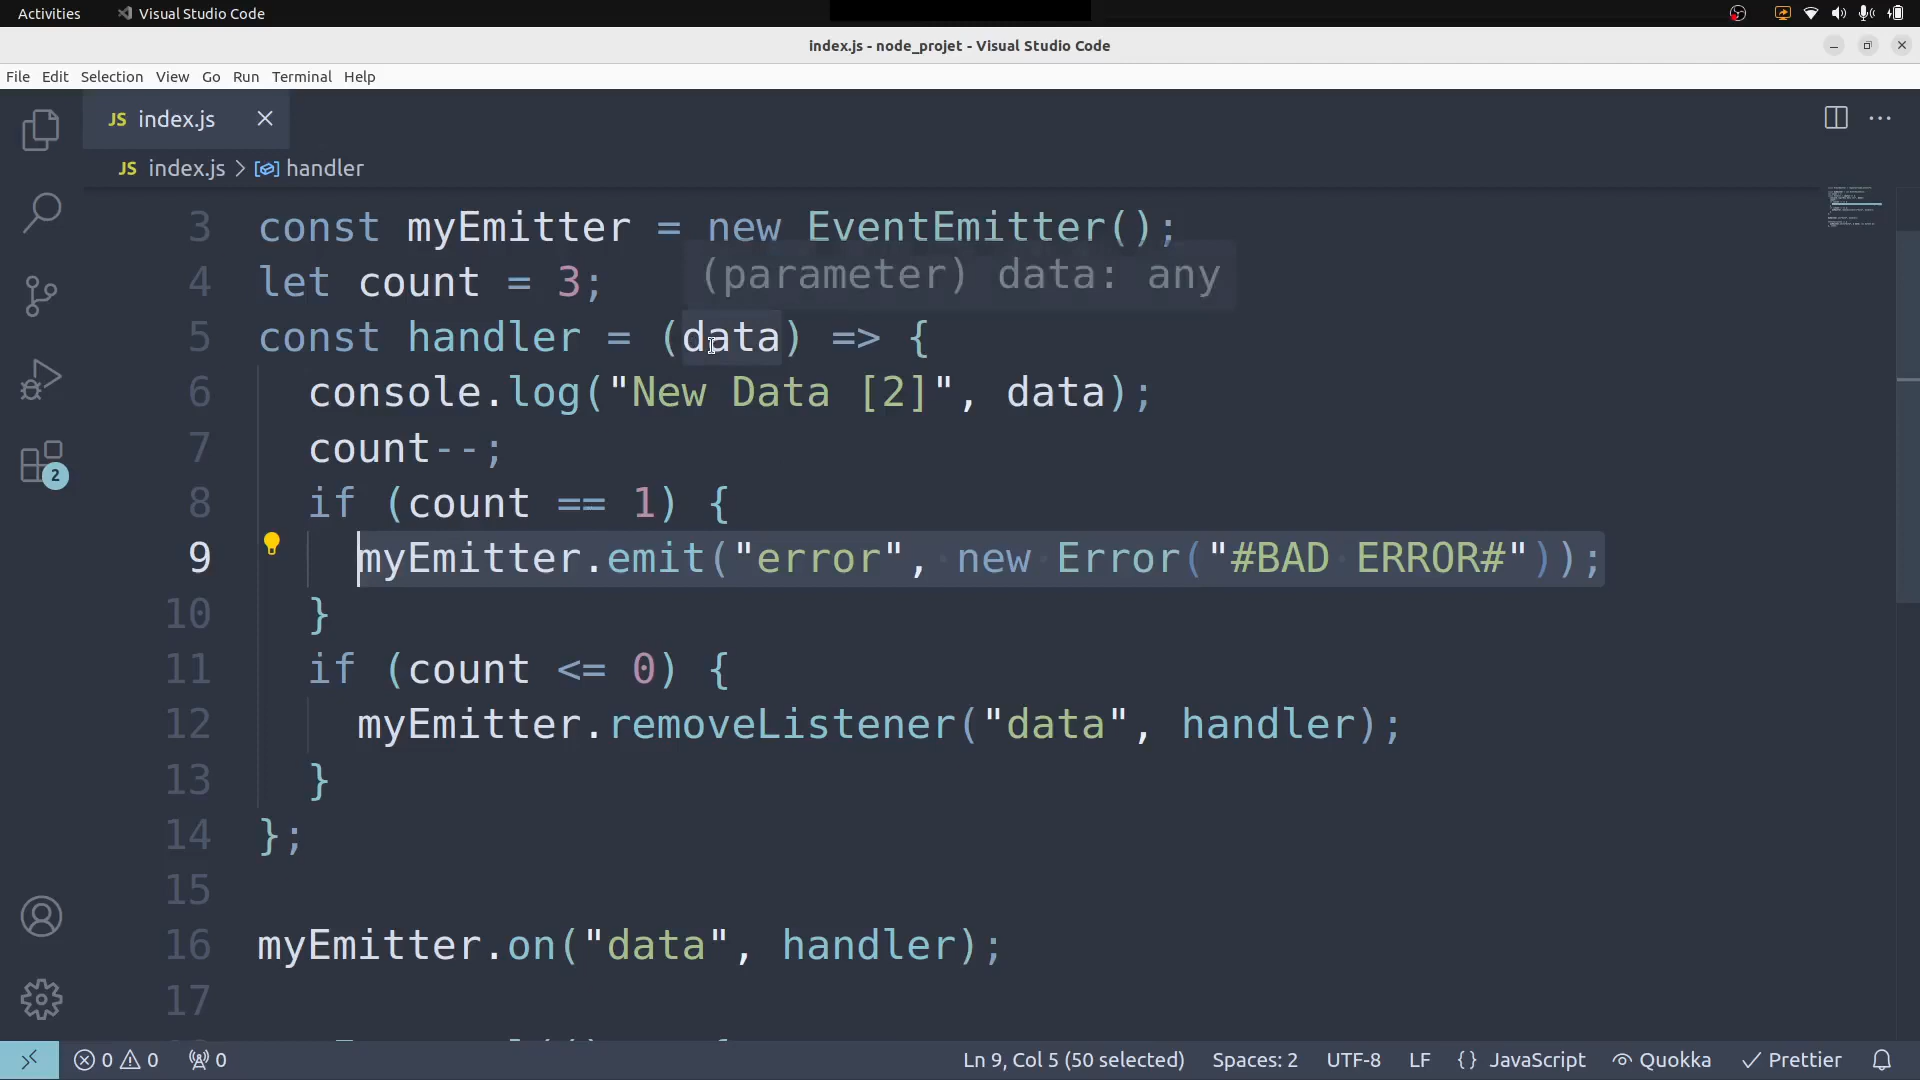 Activities Visual Studio Code
index.js - node_projet - Visual Studio Code
File Edit Selection View Go Run Terminal Help
JS index.js
JS index.js > handler
3 const myEmitter = new EventEmitter();
(parameter) data: any
4 let count = 3;
5 const handler = (data) => {
6 console.log("New Data [2]", data);
7 count--;
8 if (count == 1) {
9 myEmitter.emit("error", new Error("#BAD ERROR#"));
10 }
11 if (count <= 0) {
12 myEmitter.removeListener("data", handler);
13 }
14 };
15
16 myEmitter.on("data", handler);
17
2
0 0 0 Ln 9, Col 5 (50 selected) Spaces: 2 UTF-8 LF {} JavaScript Quokka Prettier